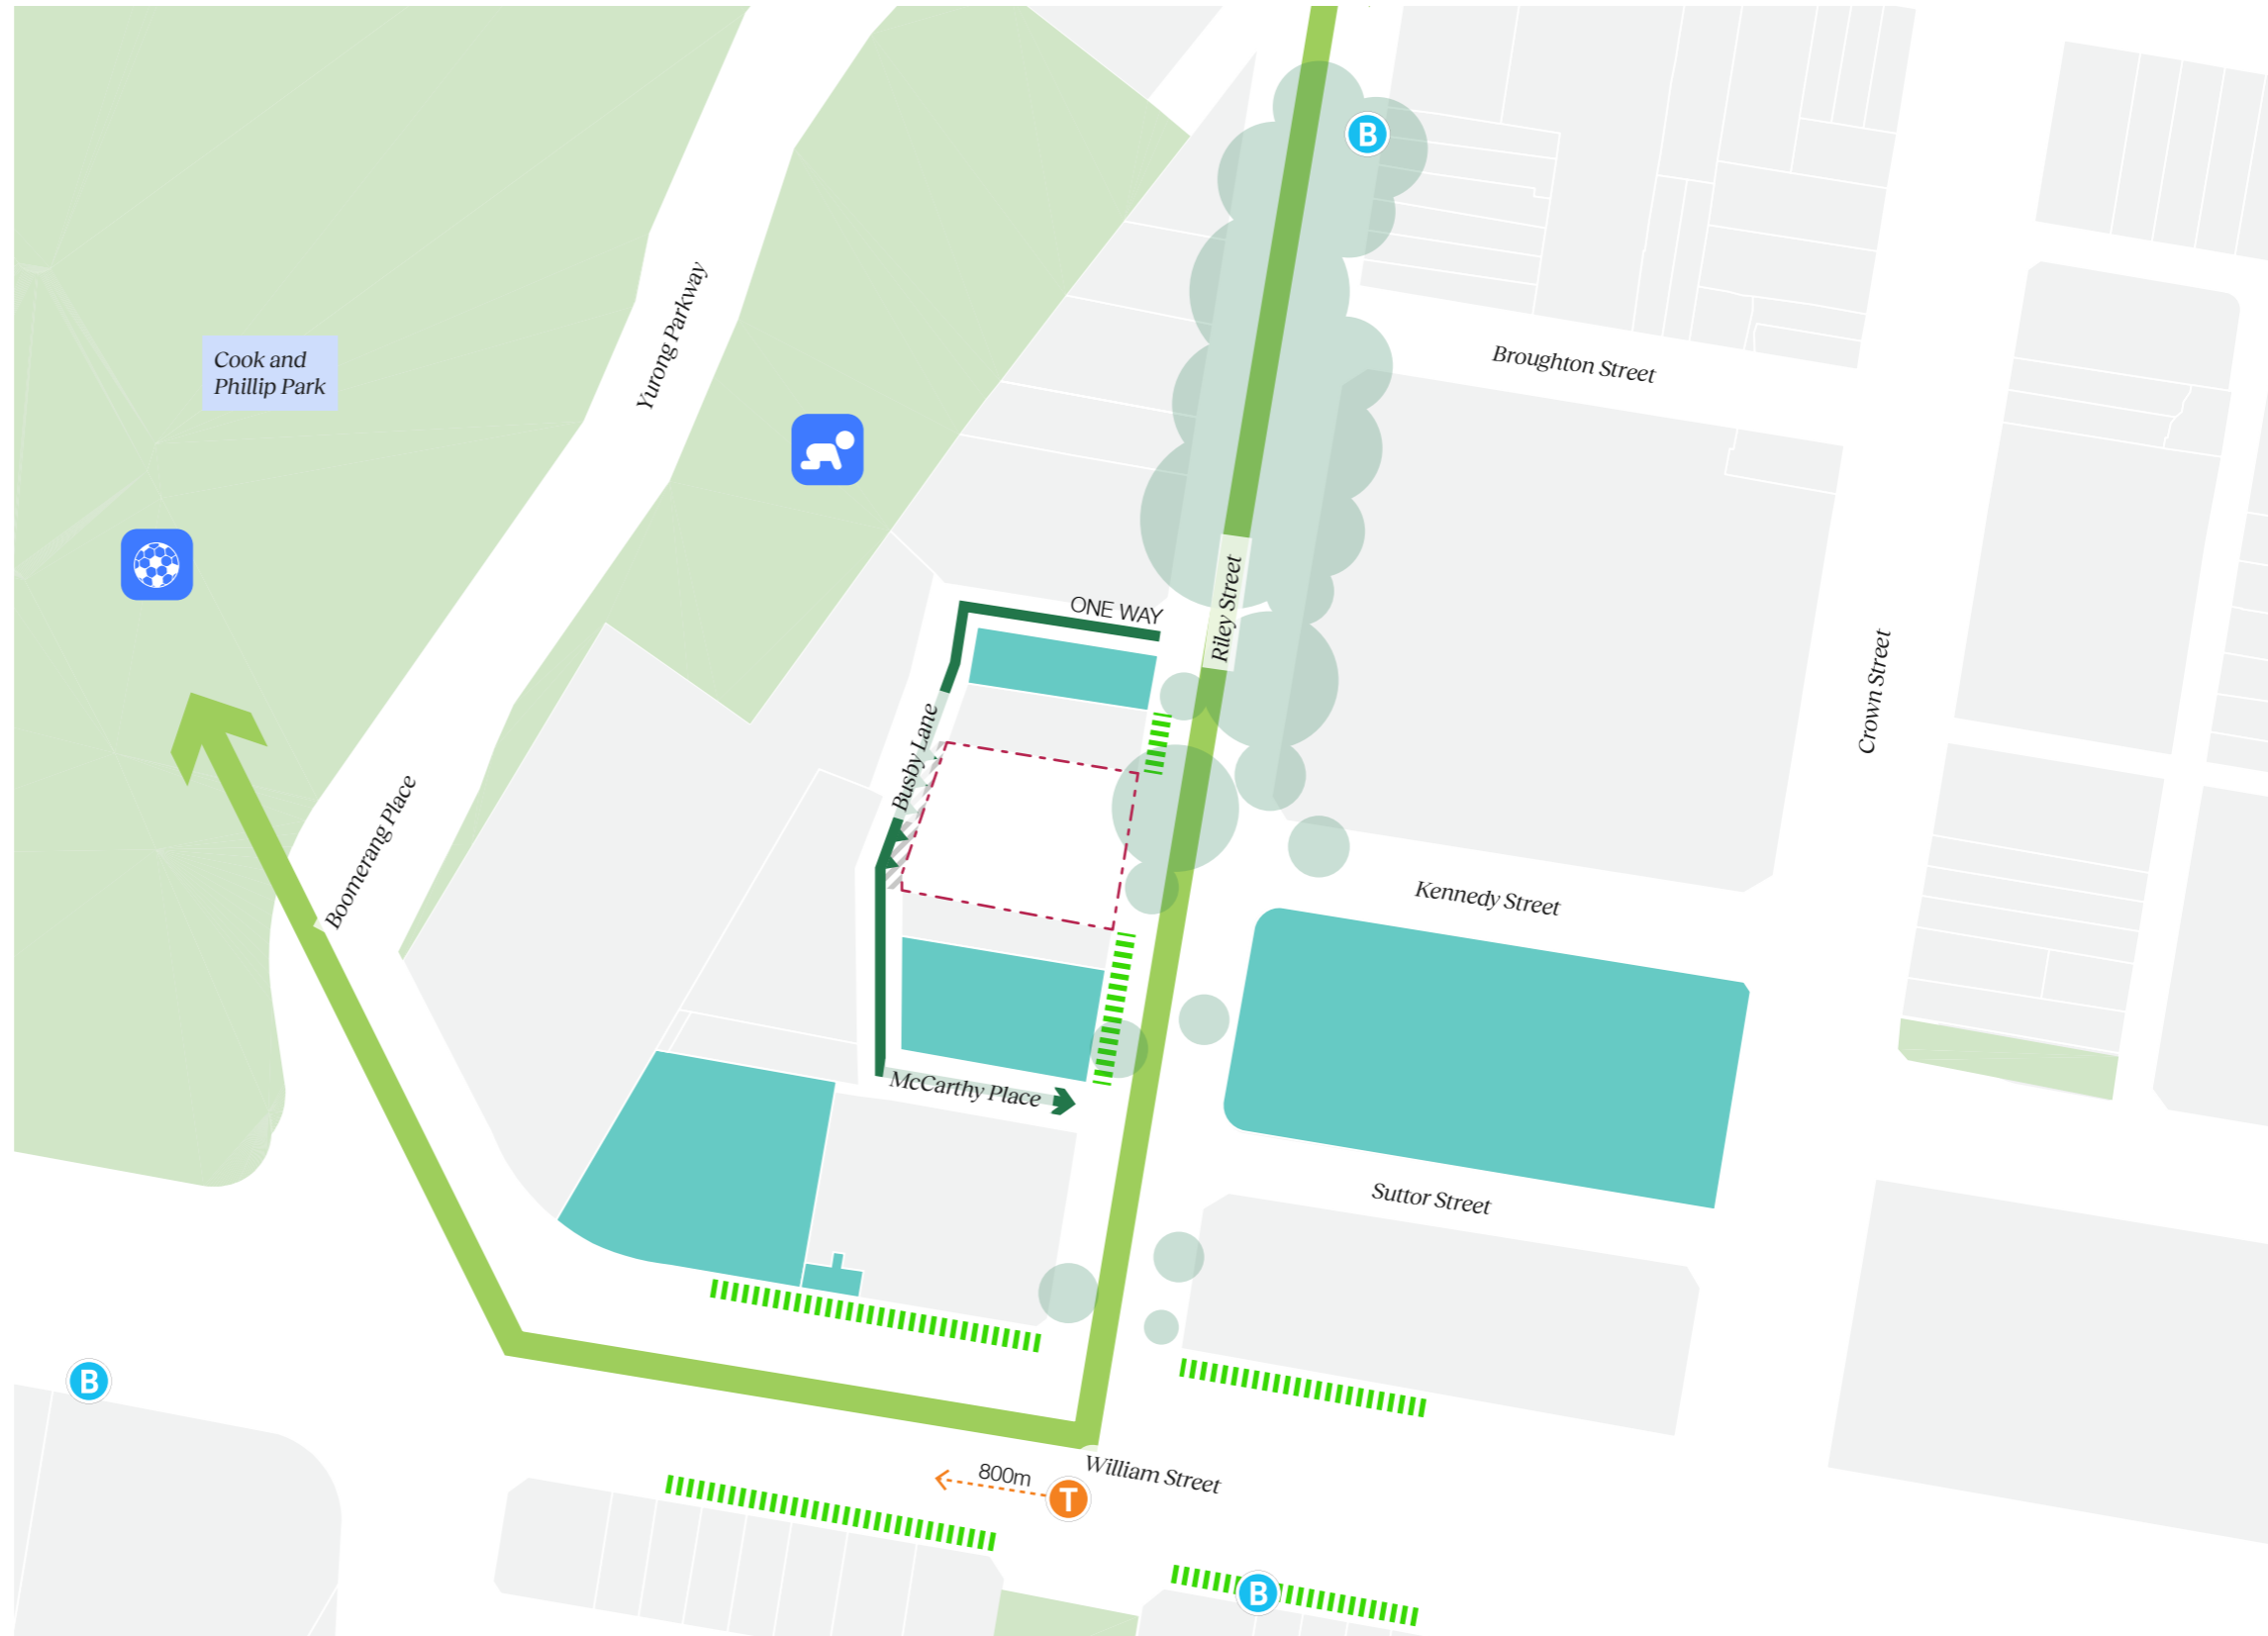 B
Yurong Parkway
Cook and
Phillip Park
Broughton Street
Riley Street
ONE WAY
Crown Street
Busby Lane
Boomerang Place
Kennedy Street
McCarthy Place
Suttor Street
B
800m
T
William Street
B